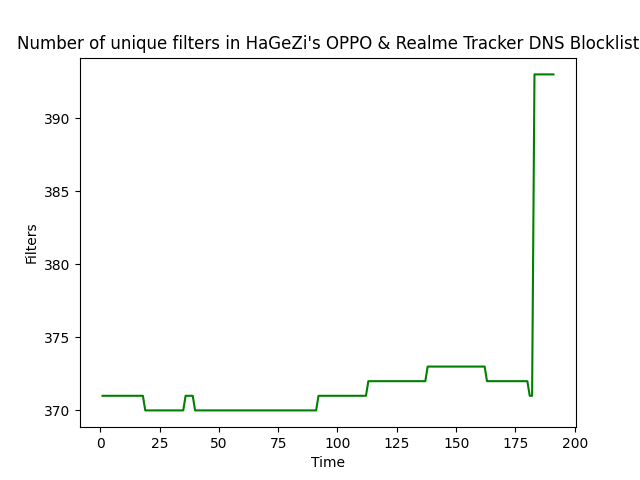 Number of unique filters in HaGeZi's OPPO & Realme Tracker DNS Blocklist
390
385
380
375
370
Filters
0 25 50 75 100 125 150 175 200
Time